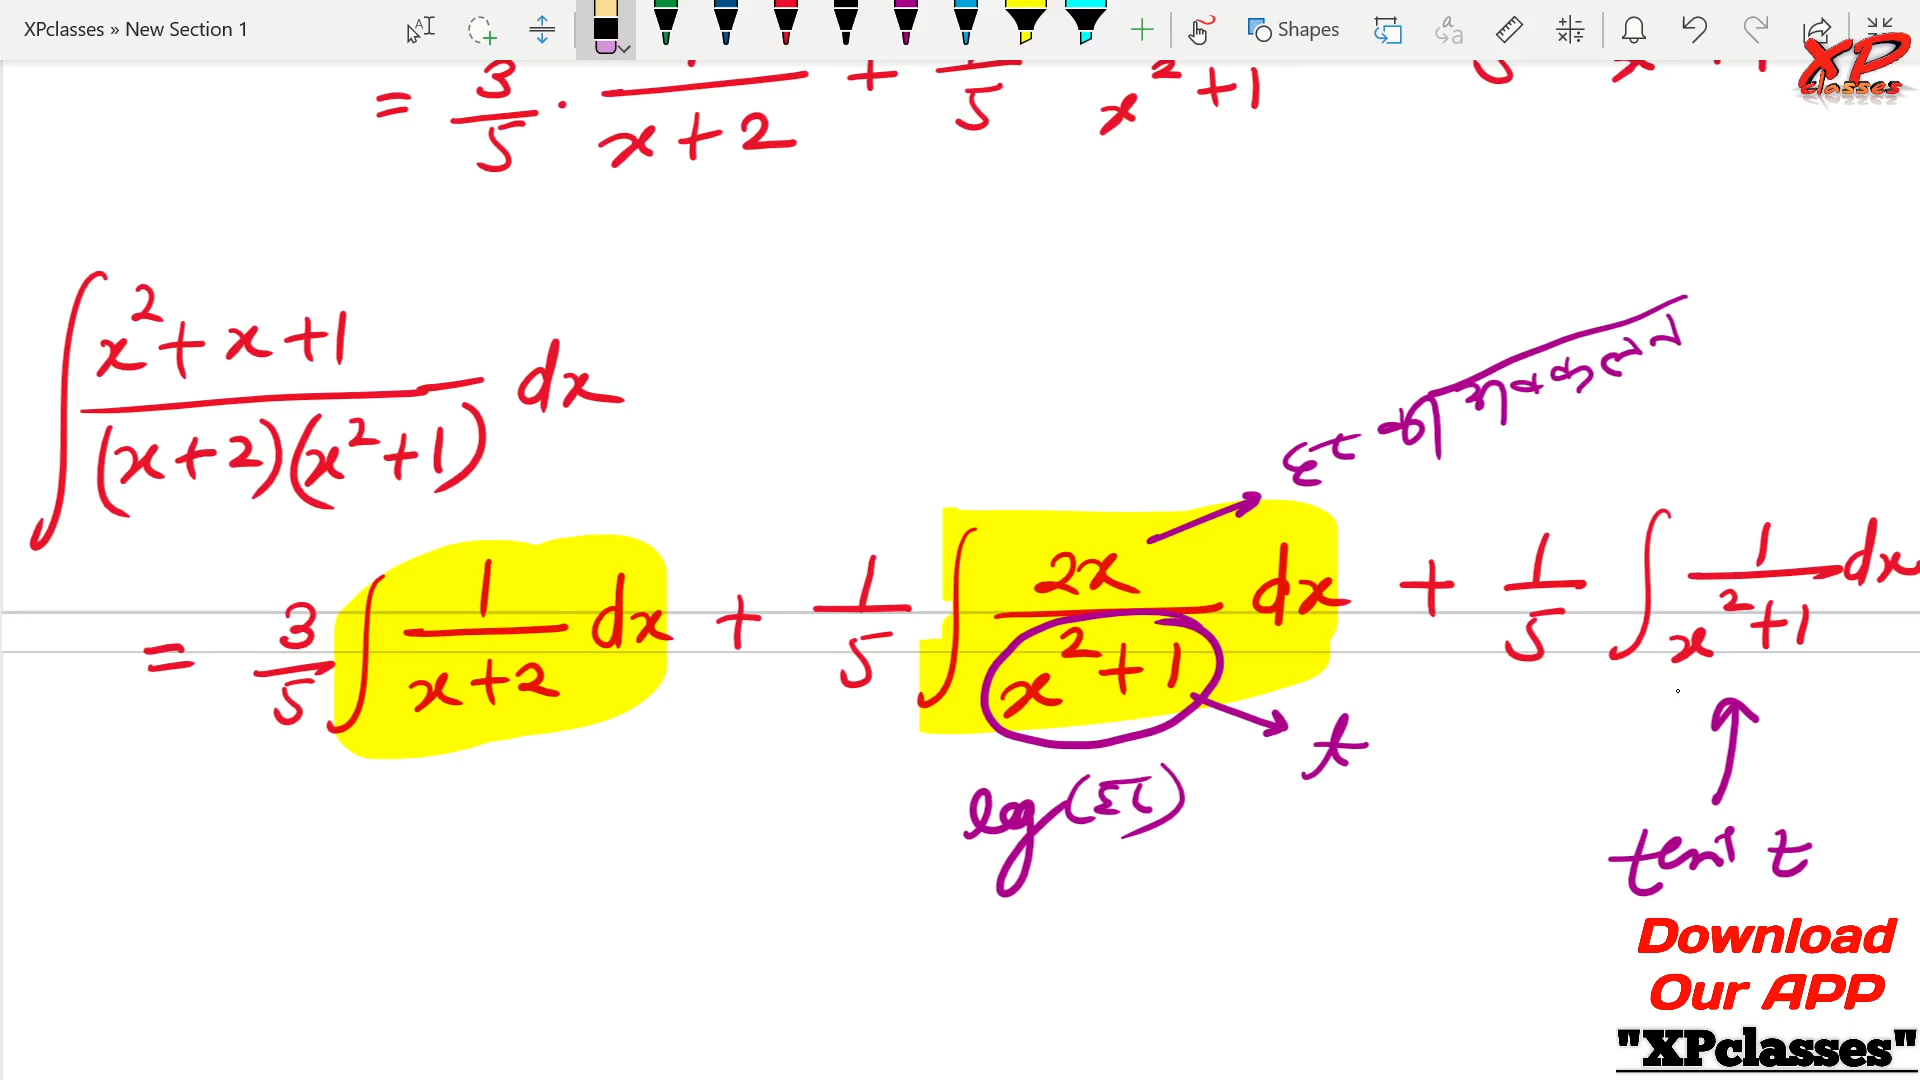 XPclasses » New Section 1
Shapes
XP
classes
= 3/5 · /x+2 + /5 x²+1
∫ x²+x+1/(x+2)(x²+1) dx
= 3/5 ∫ 1/x+2 dx + 1/5 ∫ 2x/x²+1 dx + 1/5 ∫ 1/x²+1 dx
t
log( )
tan⁻¹
Download
Our APP
"XPclasses"